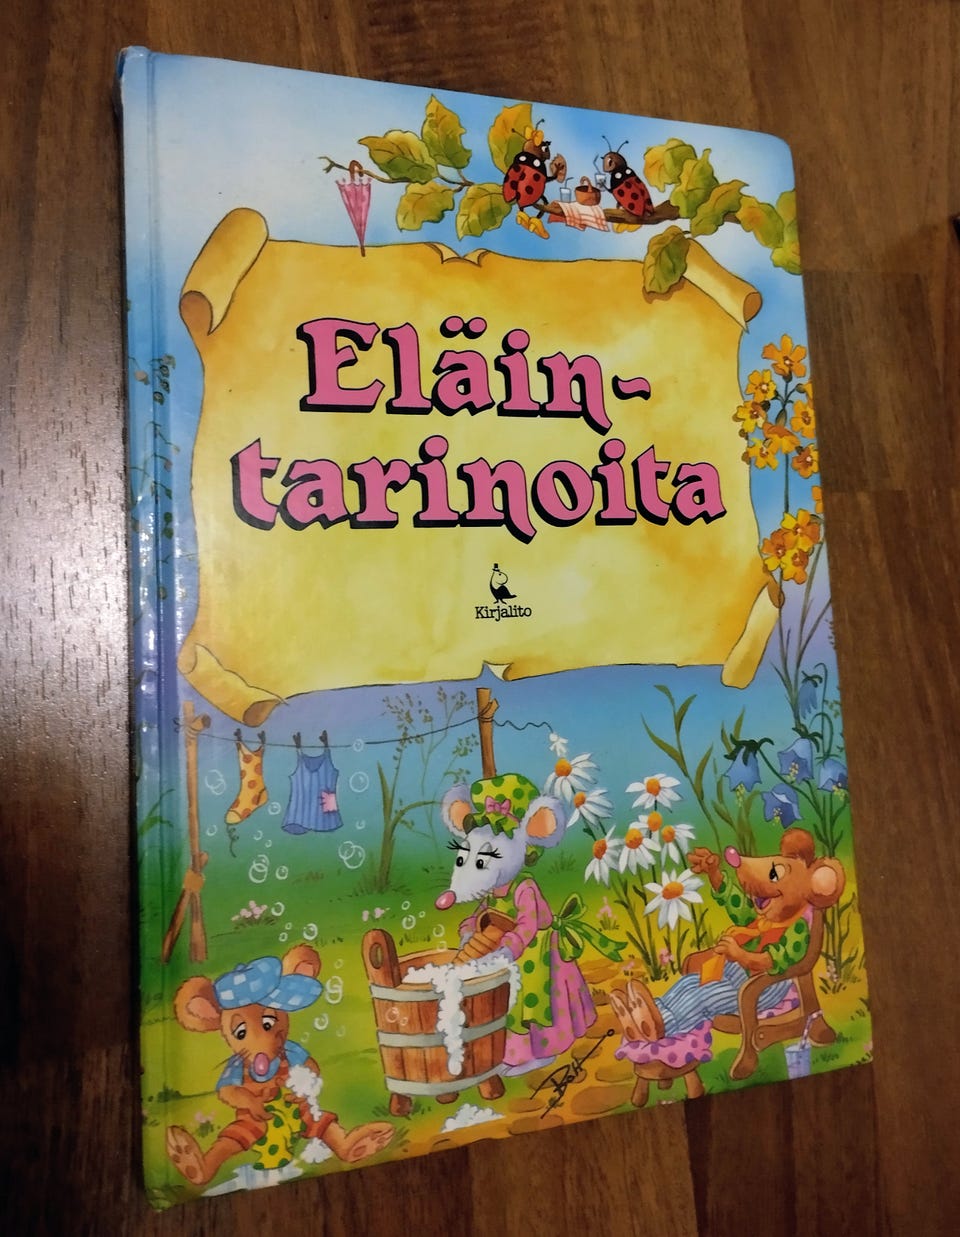 Eläin-
tarinoita
Kirjalito